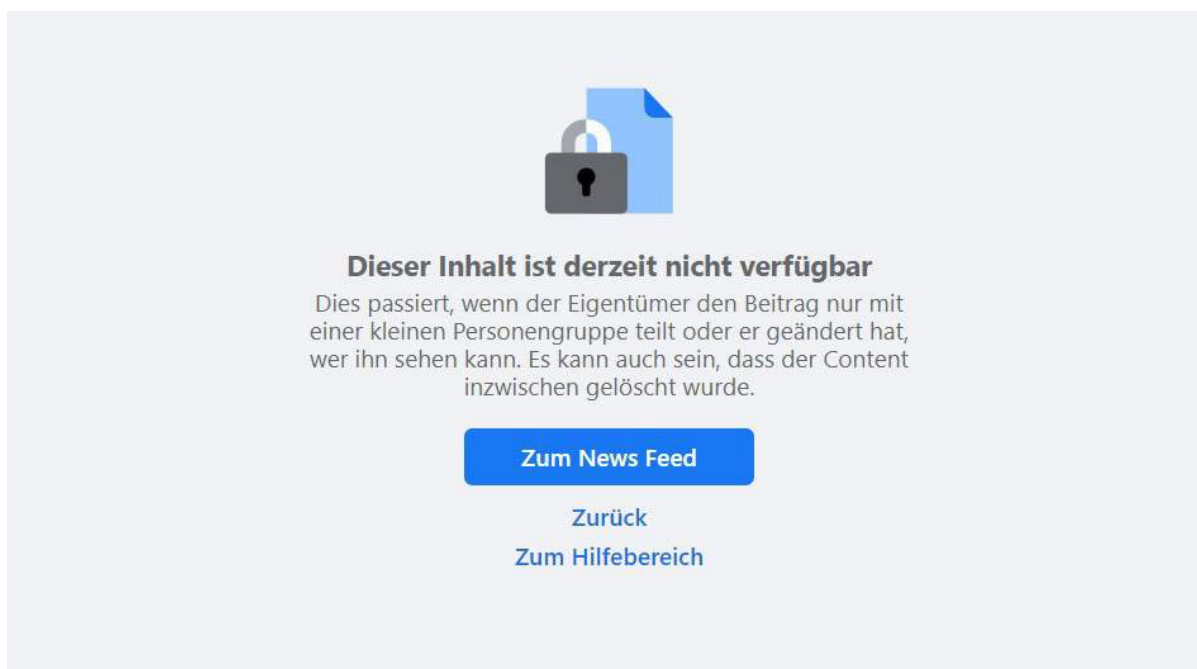 Dieser Inhalt ist derzeit nicht verfügbar
Dies passiert, wenn der Eigentümer den Beitrag nur mit
einer kleinen Personengruppe teilt oder er geändert hat,
wer ihn sehen kann. Es kann auch sein, dass der Content
inzwischen gelöscht wurde.
Zum News Feed
Zurück
Zum Hilfebereich